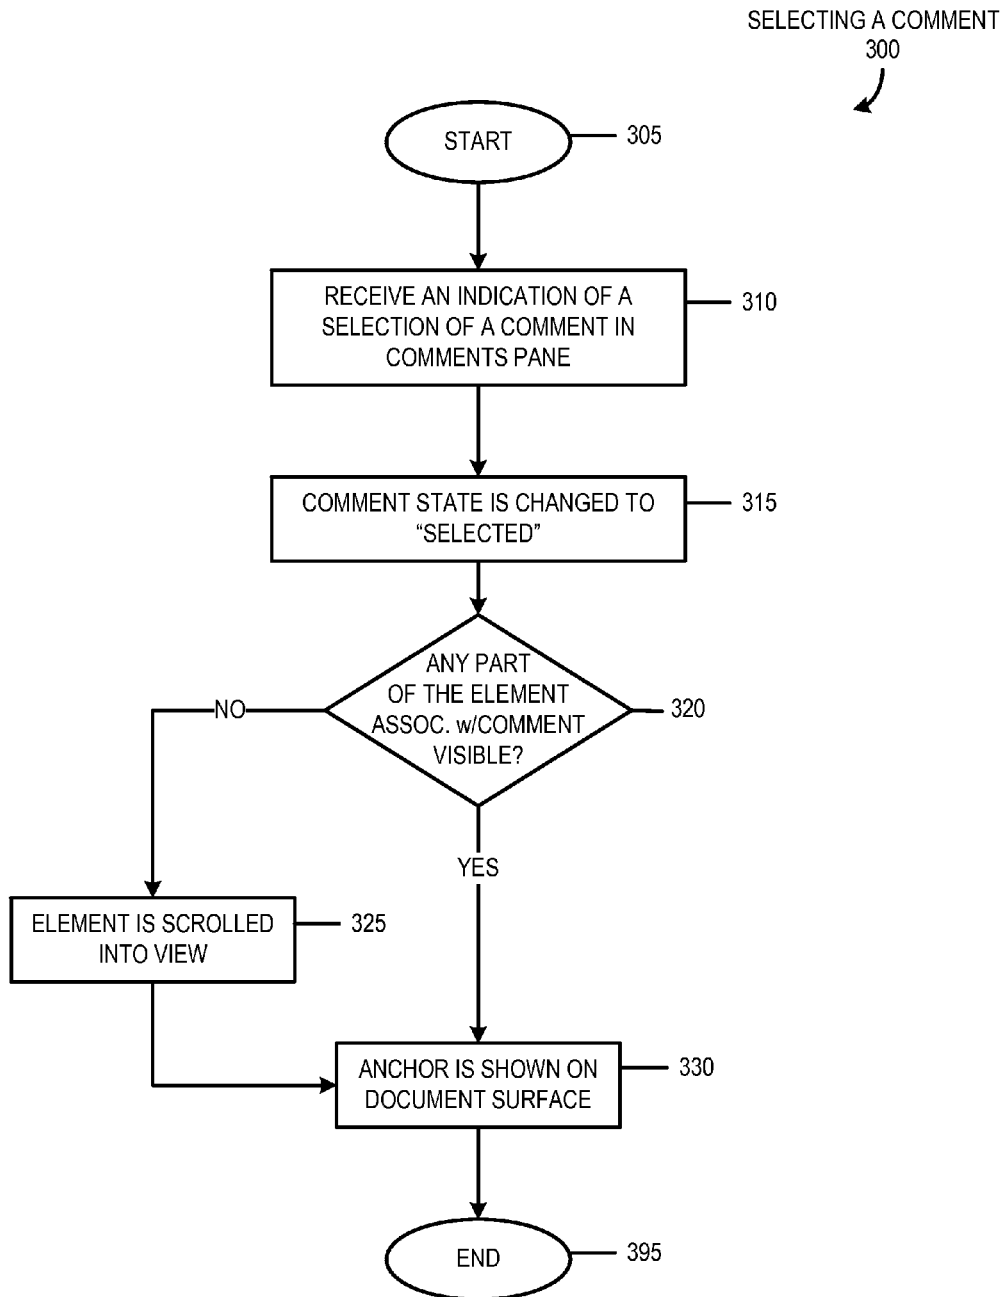 SELECTING A COMMENT
300
START
305
RECEIVE AN INDICATION OF A
SELECTION OF A COMMENT IN
COMMENTS PANE
310
COMMENT STATE IS CHANGED TO
“SELECTED”
315
ANY PART
OF THE ELEMENT
ASSOC. w/COMMENT
VISIBLE?
320
NO
YES
ELEMENT IS SCROLLED
INTO VIEW
325
ANCHOR IS SHOWN ON
DOCUMENT SURFACE
330
END
395